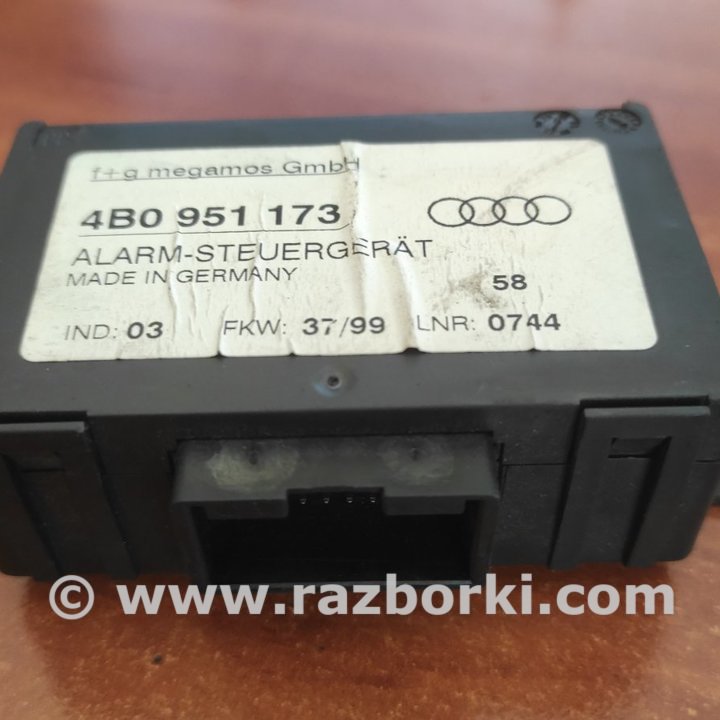 f+g megamos GmbH
4B0 951 173
ALARM-STEUERGERÄT
MADE IN GERMANY
58
IND: 03 FKW: 37/99 LNR: 0744
© www.razborki.com